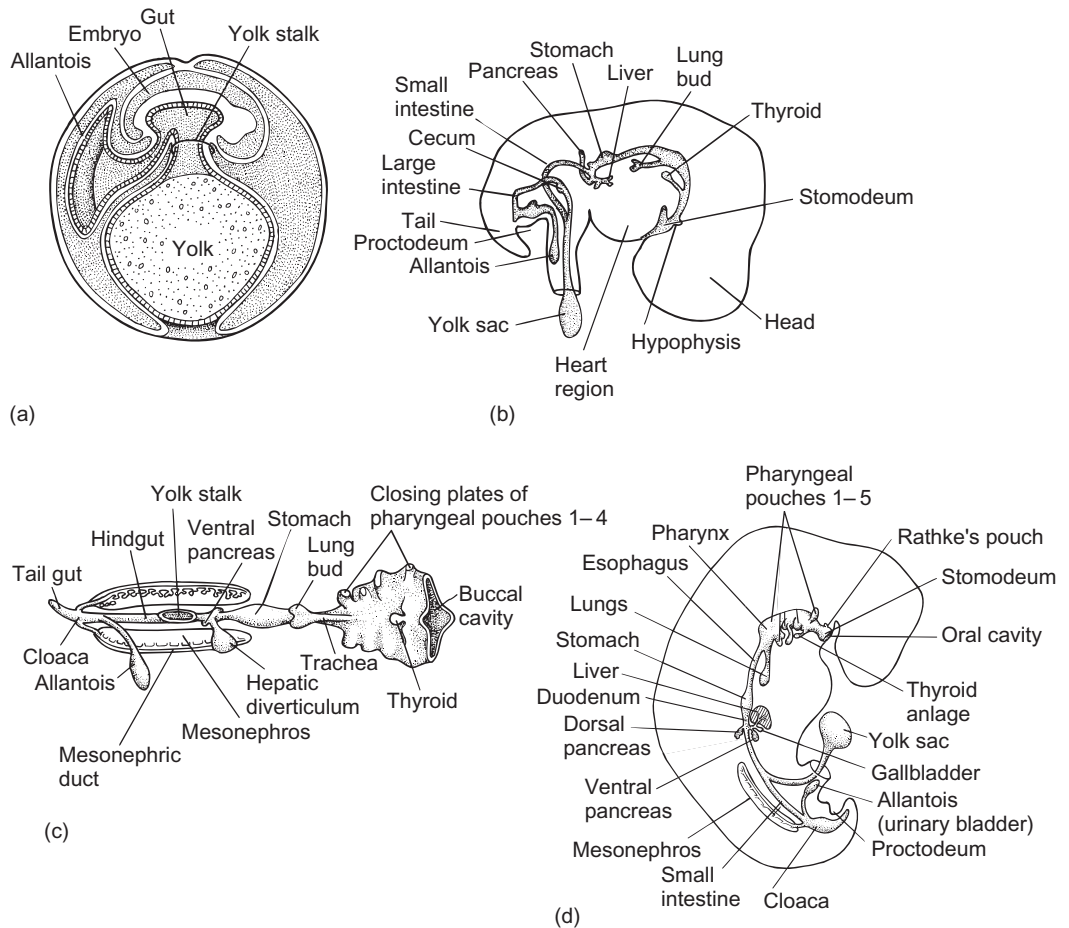 Gut
Embryo
Yolk stalk
Allantois
Yolk
(a)
Stomach
Pancreas
Liver
Lung
bud
Small
intestine
Thyroid
Cecum
Large
intestine
Stomodeum
Tail
Proctodeum
Allantois
Yolk sac
Head
Hypophysis
Heart
region
(b)
Yolk stalk
Closing plates of
pharyngeal pouches 1–4
Ventral
pancreas
Stomach
Lung
bud
Hindgut
Tail gut
Buccal
cavity
Cloaca
Allantois
Trachea
Hepatic
diverticulum
Thyroid
Mesonephros
Mesonephric
duct
(c)
Pharyngeal
pouches 1–5
Pharynx
Rathke's pouch
Esophagus
Stomodeum
Lungs
Oral cavity
Stomach
Liver
Thyroid
anlage
Duodenum
Dorsal
pancreas
Yolk sac
Gallbladder
Ventral
pancreas
Allantois
(urinary bladder)
Proctodeum
Mesonephros
Small
intestine
Cloaca
(d)